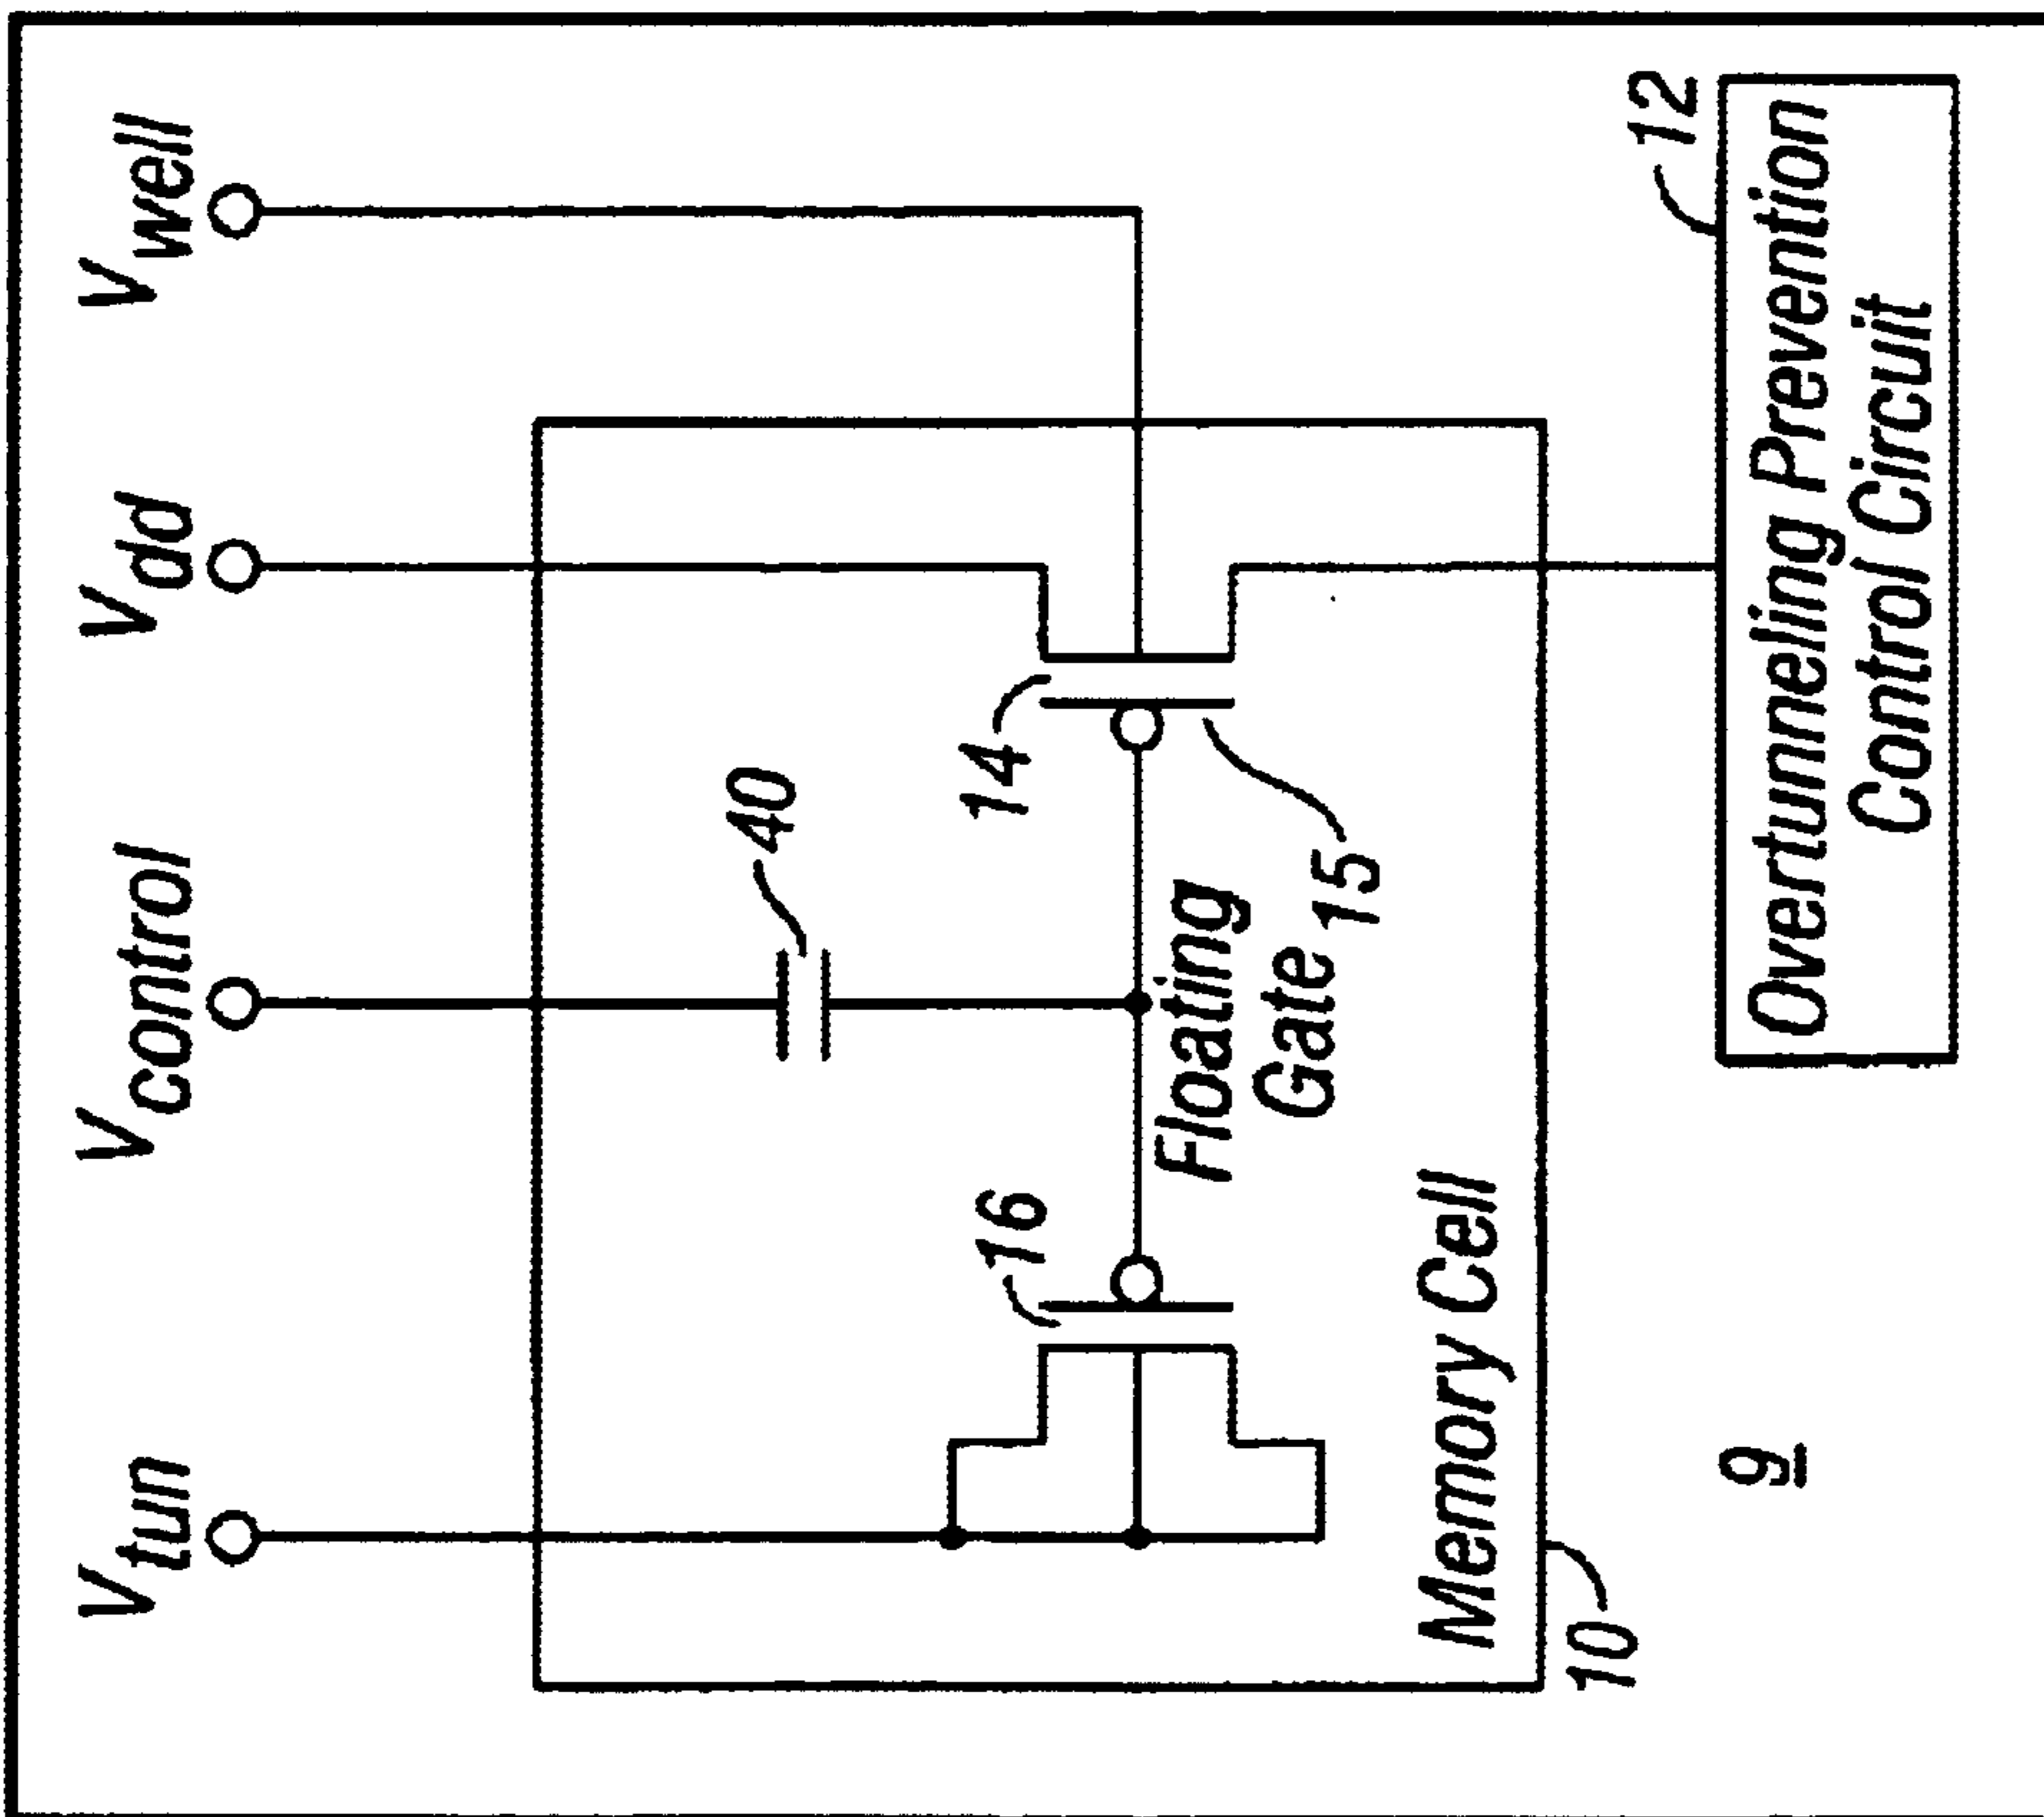 Vtun
Vcontrol
Vdd
Vwell
40
16
14
Floating
Gate 15
Memory Cell
10
12
9
Overtunneling Prevention
Control Circuit